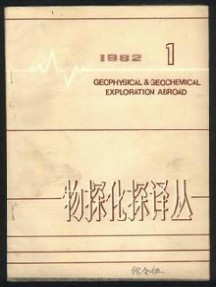 1982 1
GEOPHYSICAL & GEOCHEMICAL
EXPLORATION ABROAD
物探化探译丛